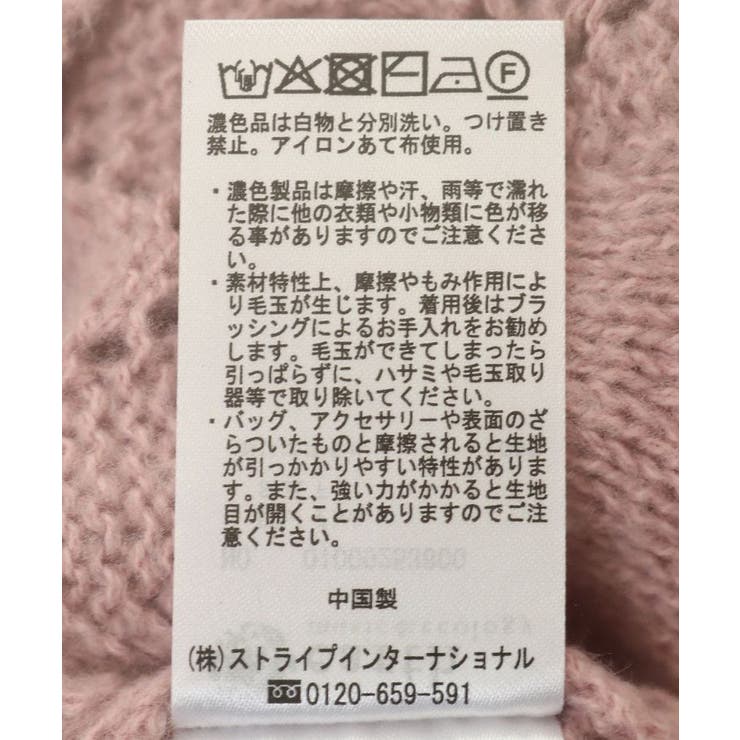 F
濃色品は白物と分別洗い。つけ置き
禁止。アイロンあて布使用。
・濃色製品は摩擦や汗、雨等で濡れ
た際に他の衣類や小物類に色が移
る事がありますのでご注意くださ
い。
・素材特性上、摩擦やもみ作用によ
り毛玉が生じます。着用後はブラ
ッシングによるお手入れをお勧め
します。毛玉ができてしまったら
引っぱらずに、ハサミや毛玉取り
器等で取り除いてください。
・バッグ、アクセサリーや表面のざ
らついたものと摩擦されると生地
が引っかかりやすい特性がありま
す。また、強い力がかかると生地
目が開くことがありますのでご注
意ください。
中国製
(株)ストライプインターナショナル
0120-659-591